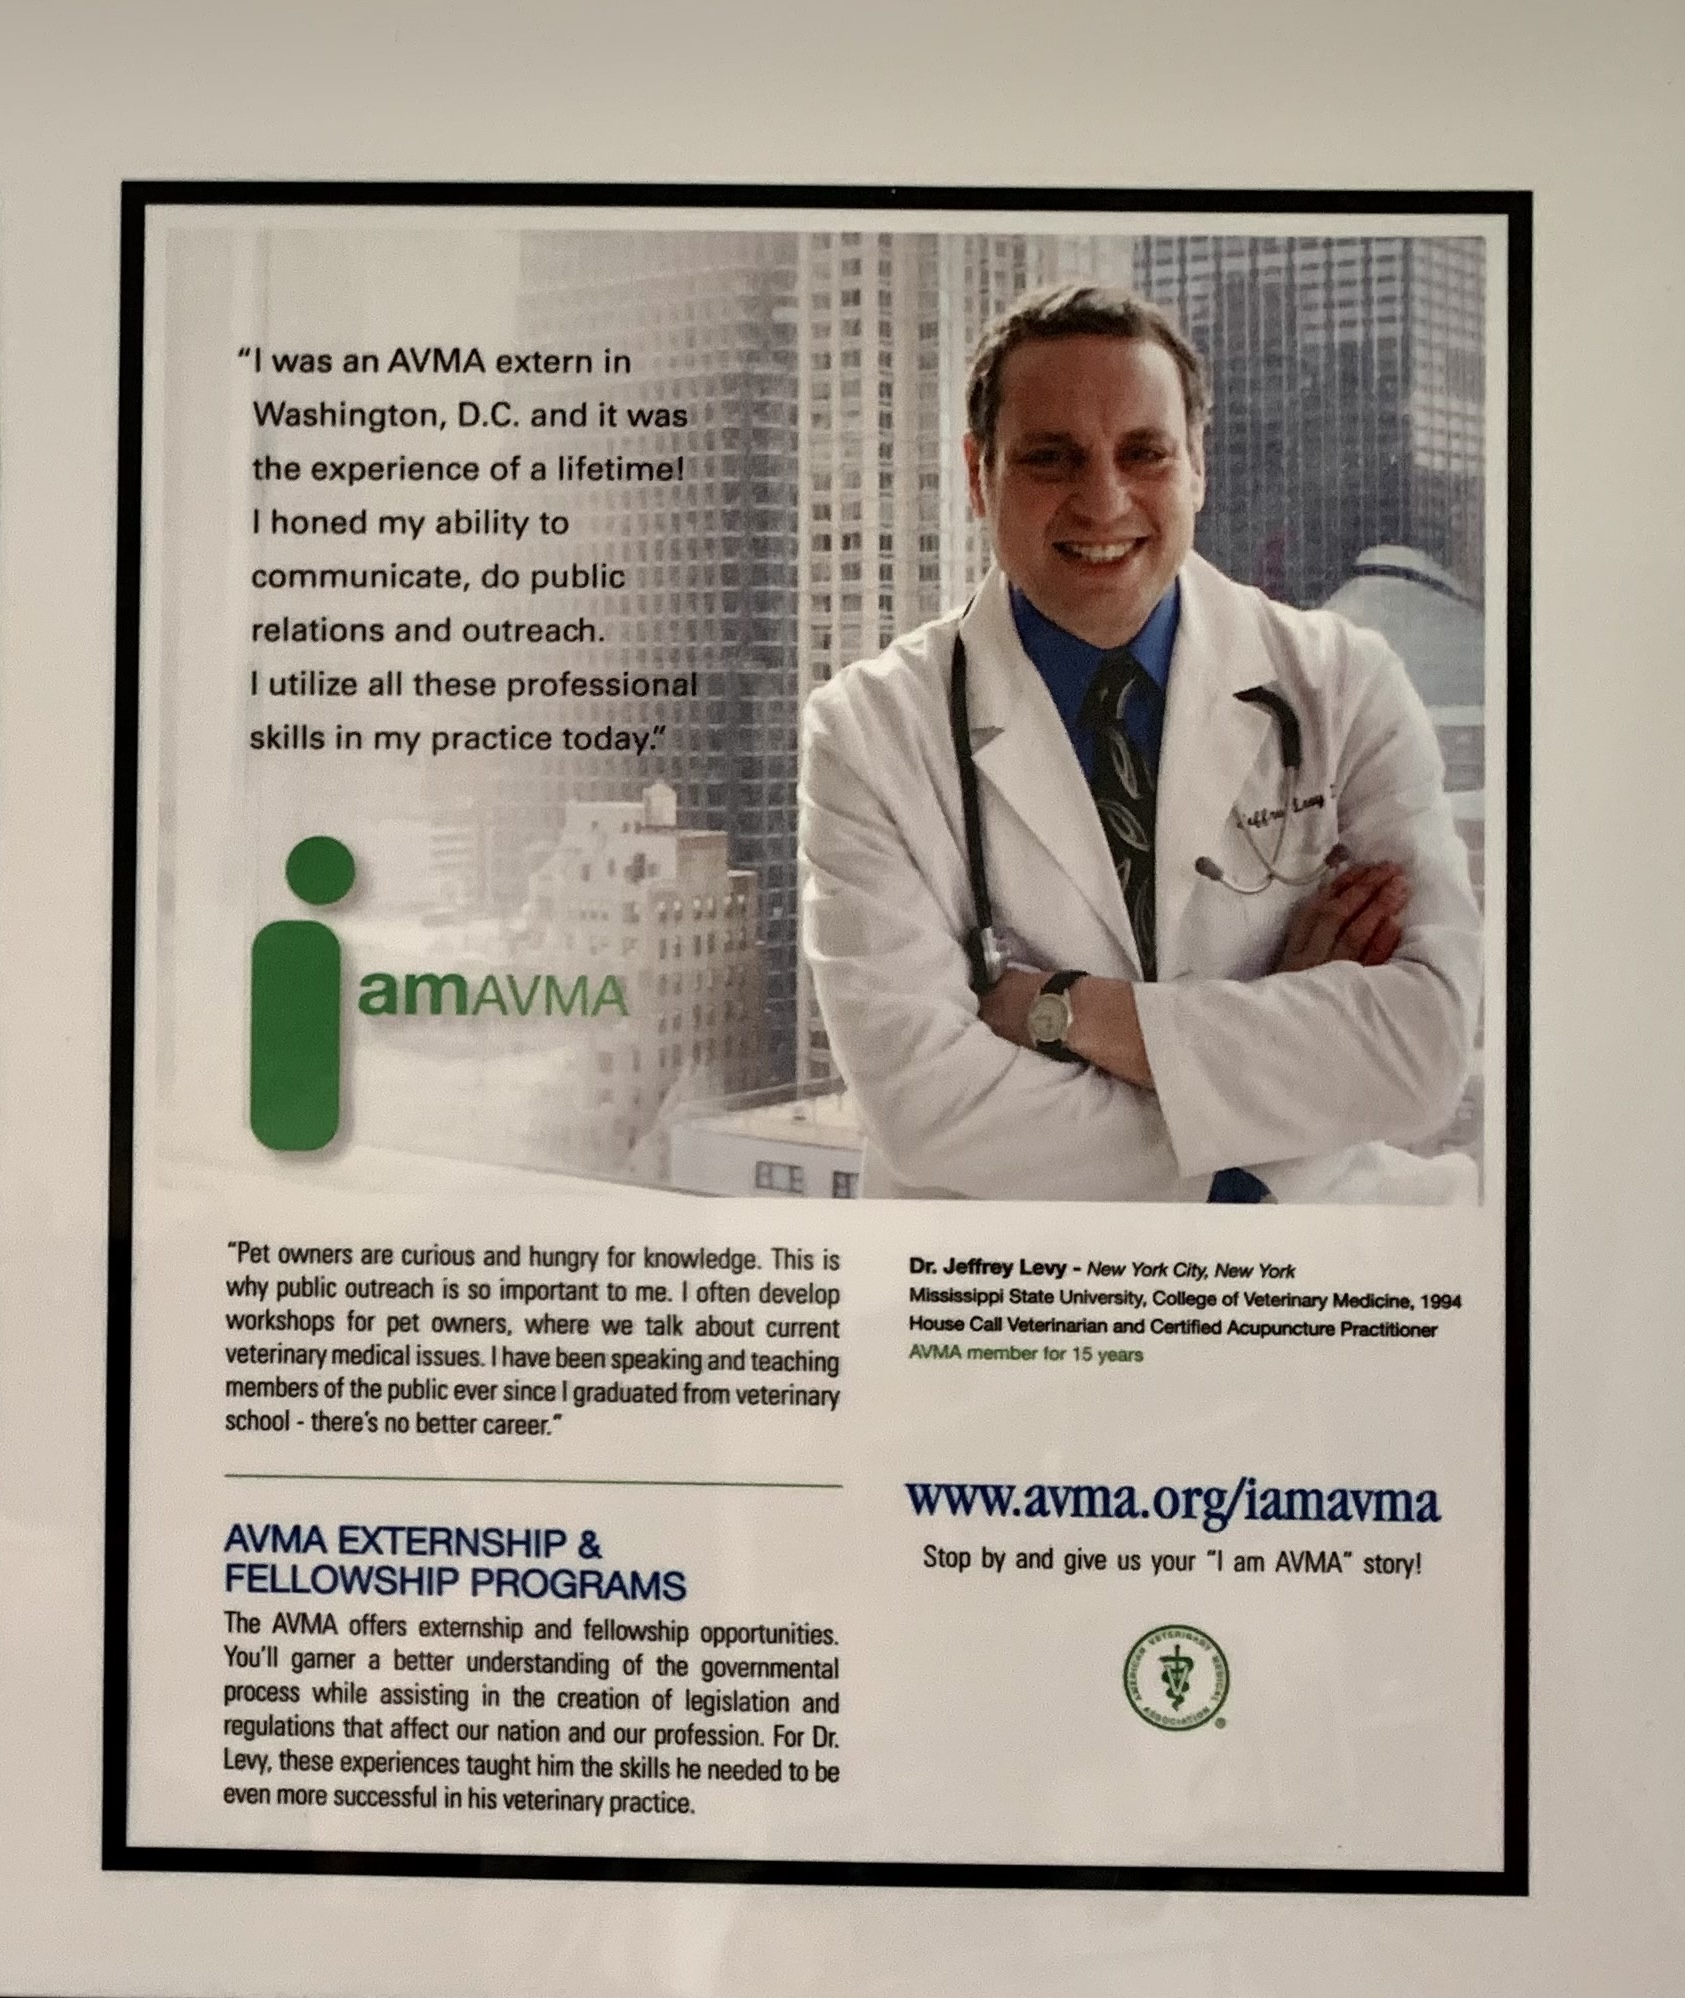 “I was an AVMA extern in
Washington, D.C. and it was
the experience of a lifetime!
I honed my ability to
communicate, do public
relations and outreach.
I utilize all these professional
skills in my practice today.”
i amAVMA
Jeffrey Levy
“Pet owners are curious and hungry for knowledge. This is
why public outreach is so important to me. I often develop
workshops for pet owners, where we talk about current
veterinary medical issues. I have been speaking and teaching
members of the public ever since I graduated from veterinary
school - there’s no better career.”
Dr. Jeffrey Levy - New York City, New York
Mississippi State University, College of Veterinary Medicine, 1994
House Call Veterinarian and Certified Acupuncture Practitioner
AVMA member for 15 years
AVMA EXTERNSHIP &
FELLOWSHIP PROGRAMS
The AVMA offers externship and fellowship opportunities.
You’ll garner a better understanding of the governmental
process while assisting in the creation of legislation and
regulations that affect our nation and our profession. For Dr.
Levy, these experiences taught him the skills he needed to be
even more successful in his veterinary practice.
www.avma.org/iamavma
Stop by and give us your “I am AVMA” story!
AMERICAN VETERINARY MEDICAL ASSOCIATION
V
®